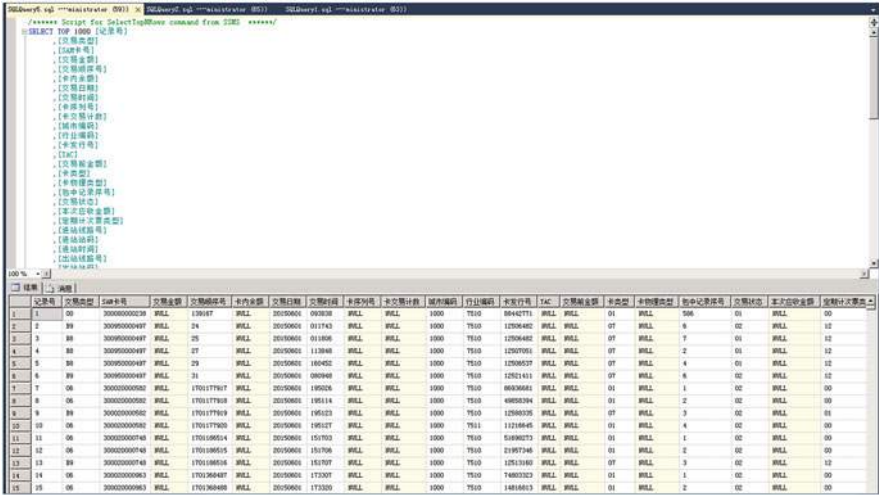 SQLQuery5.sql -...ministrator (59)) × SQLQuery2.sql -...ministrator (55)) SQLQuery1.sql -...ministrator (53))
/****** Script for SelectTopNRows command from SSMS ******/
SELECT TOP 1000 [记录号]
,[交易类型]
,[SAM卡号]
,[交易金额]
,[交易顺序号]
,[卡内余额]
,[交易日期]
,[交易时间]
,[卡序列号]
,[卡交易计数]
,[城市编码]
,[行业编码]
,[卡发行号]
,[TAC]
,[交易前金额]
,[卡类型]
,[卡物理类型]
,[包中记录序号]
,[交易状态]
,[本次应收金额]
,[定期计次票类型]
,[进站线路号]
,[进站站码]
,[进站时间]
,[出站线路号]
,[出站站码]
100 %
结果 消息
记录号 交易类型 SAM卡号 交易金额 交易顺序号 卡内余额 交易日期 交易时间 卡序列号 卡交易计数 城市编码 行业编码 卡发行号 TAC 交易前金额 卡类型 卡物理类型 包中记录序号 交易状态 本次应收金额 定期计次票类
1 1 00 NULL 139167 NULL 20150601 NULL NULL 1000 7510 NULL NULL 01 NULL 586 01 NULL 00
2 2 B9 300950000497 NULL 24 NULL 20150601 011743 NULL NULL 1000 7510 12506482 NULL NULL 07 NULL 6 02 NULL 12
3 3 300950000497 NULL 25 NULL 20150601 011806 NULL NULL 1000 7510 12506482 NULL NULL 07 NULL 7 01 NULL 12
4 4 300950000497 NULL 27 NULL 20150601 NULL NULL 1000 7510 12507051 NULL NULL 07 NULL 2 01 NULL 12
5 5 300950000497 NULL 29 NULL 20150601 160452 NULL NULL 1000 7510 12506537 NULL NULL 07 NULL 4 01 NULL 12
6 6 B9 300950000497 NULL 31 NULL 20150601 NULL NULL 1000 7510 12521411 NULL NULL 07 NULL 6 02 NULL 12
7 7 06 300020000582 NULL 1701177917 NULL 20150601 195026 NULL NULL 1000 7510 NULL NULL 01 NULL 1 02 NULL 00
8 8 06 300020000582 NULL 1701177918 NULL 20150601 195114 NULL NULL 1000 7510 NULL NULL 01 NULL 2 02 NULL 00
9 9 B9 300020000582 NULL 1701177919 NULL 20150601 195123 NULL NULL 1000 7510 12598335 NULL NULL 07 NULL 3 02 NULL 01
10 10 06 300020000582 NULL 1701177920 NULL 20150601 195127 NULL NULL 1000 7511 NULL NULL 01 NULL 4 02 NULL 00
11 11 06 300020000748 NULL 1701186514 NULL 20150601 151703 NULL NULL 1000 7510 51698273 NULL NULL 01 NULL 1 02 NULL 00
12 12 06 300020000748 NULL 1701186515 NULL 20150601 151706 NULL NULL 1000 7510 21957346 NULL NULL 01 NULL 2 02 NULL 00
13 13 B9 300020000748 NULL 1701186516 NULL 20150601 151707 NULL NULL 1000 7510 12513160 NULL NULL 07 NULL 3 02 NULL 12
14 14 06 300020000963 NULL 1701368487 NULL 20150601 173307 NULL NULL 1000 7510 74803323 NULL NULL 01 NULL 1 02 NULL 00
15 15 06 300020000963 NULL 1701368488 NULL 20150601 173320 NULL NULL 1000 7510 14816813 NULL NULL 01 NULL 2 02 NULL 00